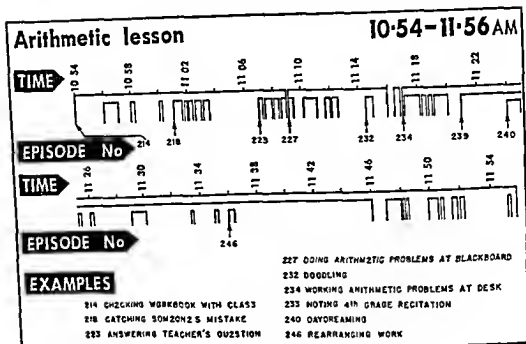 Arithmetic lesson 10·54–11·56 AM
TIME 10 54 10 58 11 02 11 06 11 10 11 14 11 18 11 22
EPISODE No 214 218 223 227 232 234 239 240
TIME 11 26 11 30 11 34 11 38 11 42 11 46 11 50 11 54
EPISODE No 246
EXAMPLES
214 CHECKING WORKBOOK WITH CLASS
218 CATCHING SOMEONES MISTAKE
223 ANSWERING TEACHER'S QUESTION
227 DOING ARITHMETIC PROBLEMS AT BLACKBOARD
232 DOODLING
234 WORKING ARITHMETIC PROBLEMS AT DESK
239 NOTING 4th GRADE RECITATION
240 DAYDREAMING
246 REARRANGING WORK